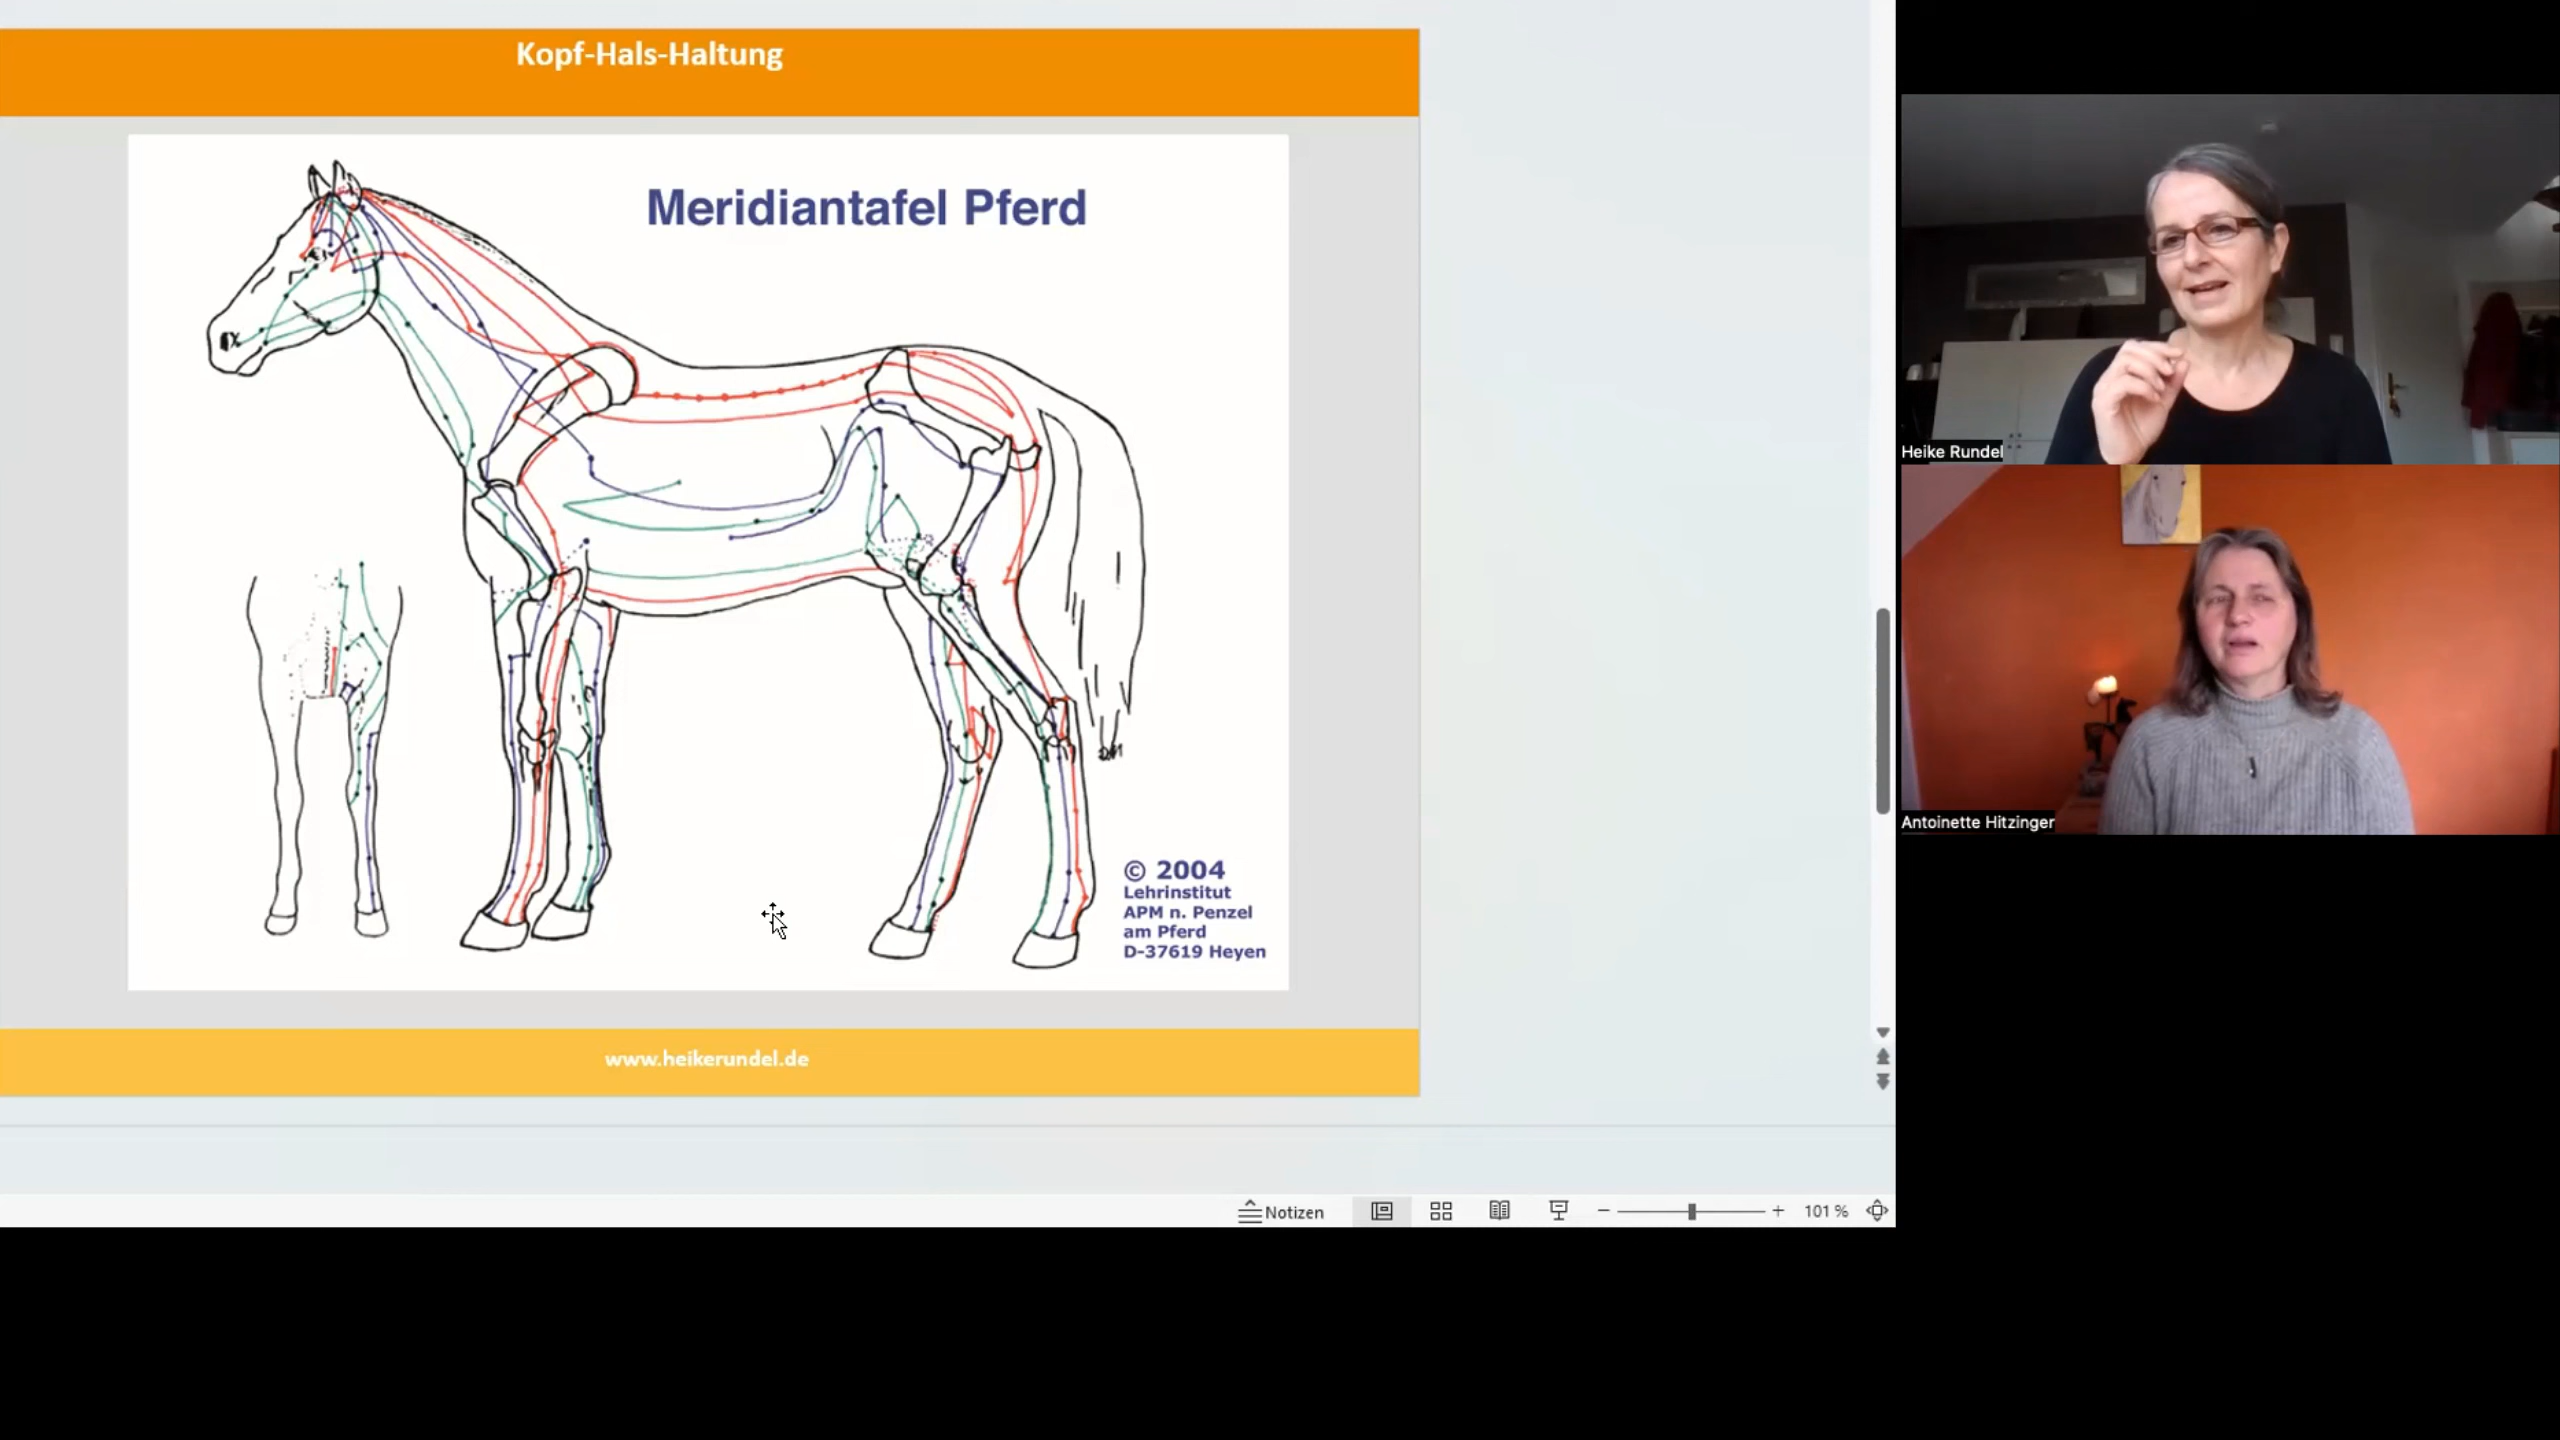 Kopf-Hals-Haltung
Meridiantafel Pferd
© 2004
Lehrinstitut
APM n. Penzel
am Pferd
D-37619 Heyen
www.heikerundel.de
Notizen
101 %
Heike Rundel
Antoinette Hitzinger